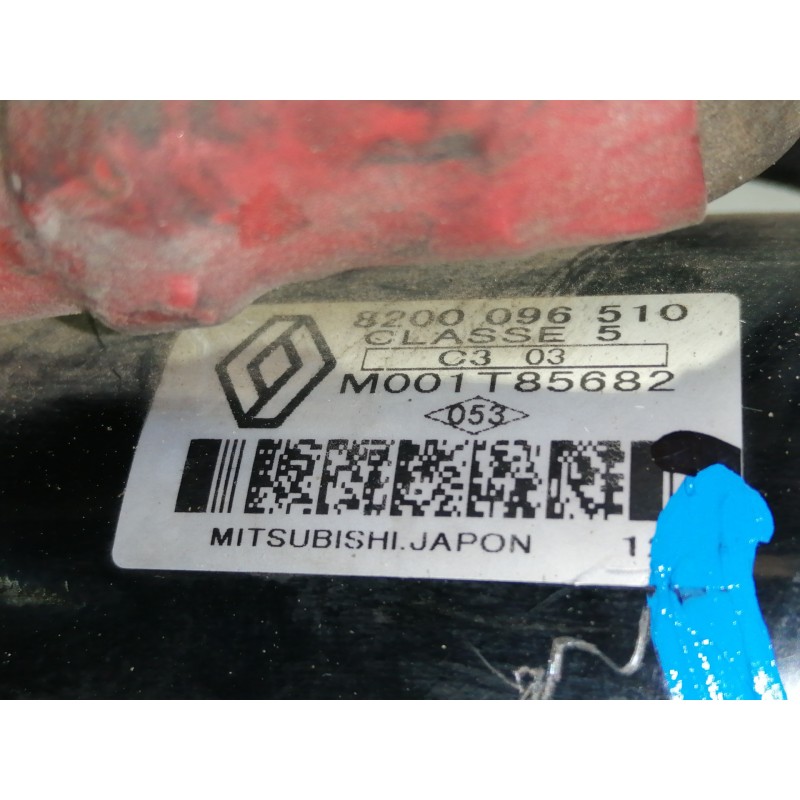 8200 096 510
CLASSE 5
C3 03
M001T85682
053
MITSUBISHI.JAPON